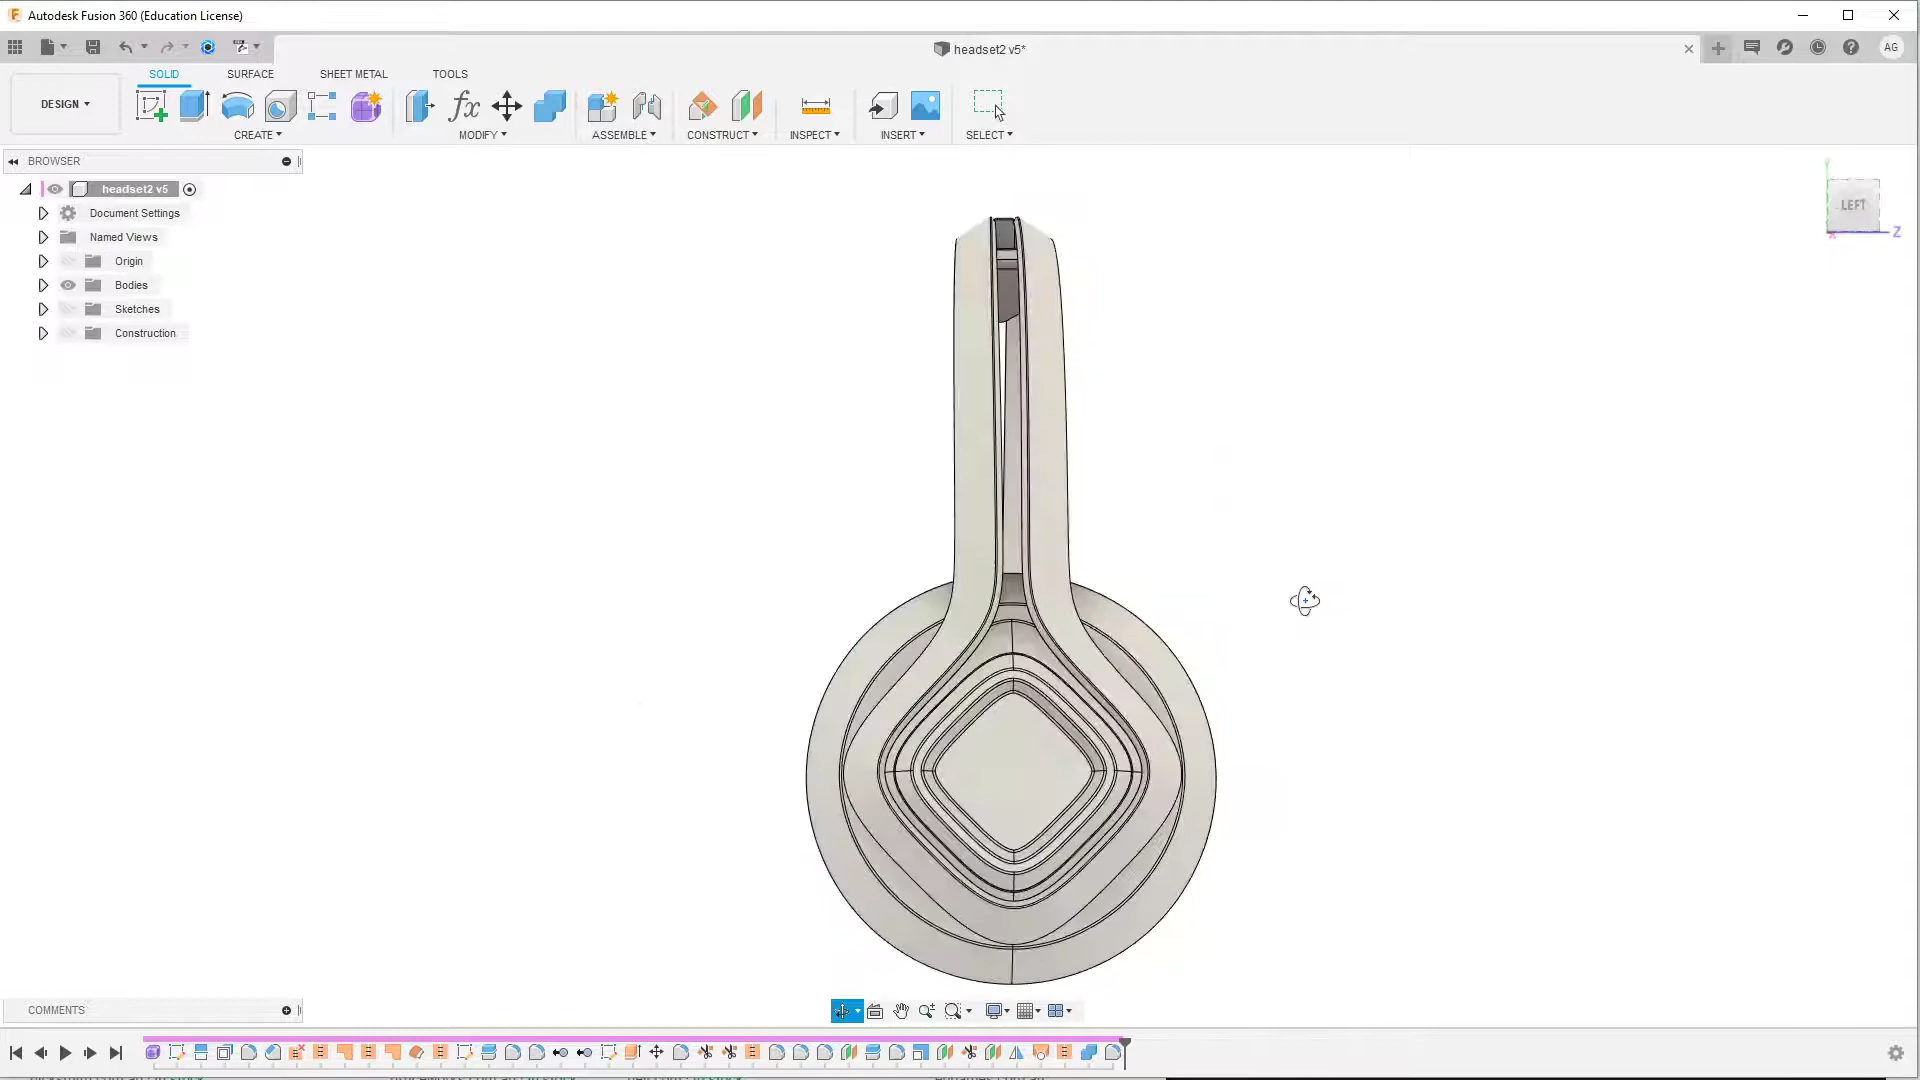 Autodesk Fusion 360 (Education License)
headset2 v5*
AG
SOLID SURFACE SHEET METAL TOOLS
DESIGN
CREATE MODIFY ASSEMBLE CONSTRUCT INSPECT INSERT SELECT
BROWSER
headset2 v5
Document Settings
Named Views
Origin
Bodies
Sketches
Construction
LEFT
Y
X
Z
COMMENTS